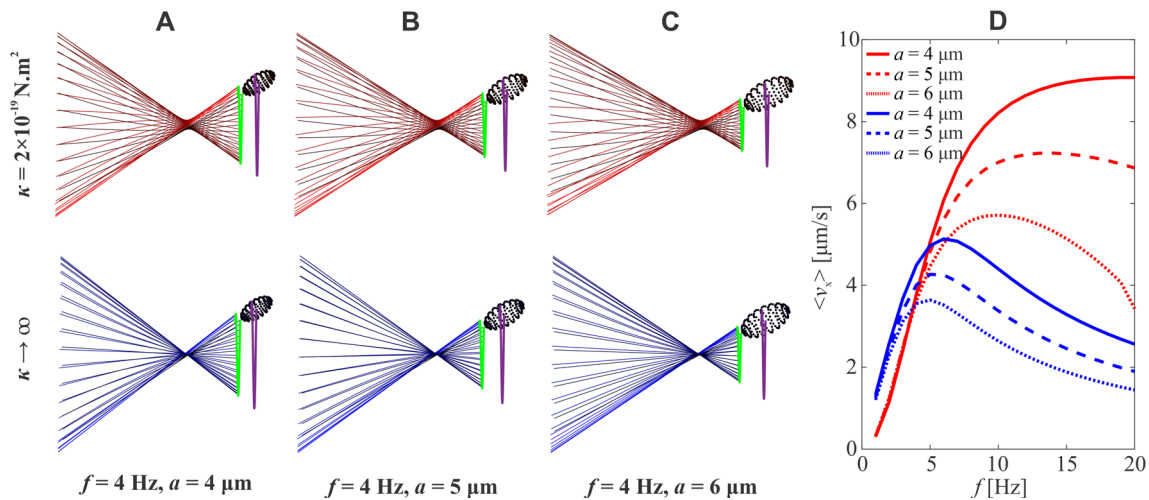 A B C D
κ = 2×10⁻¹⁹ N.m²
κ → ∞
f = 4 Hz, a = 4 μm
f = 4 Hz, a = 5 μm
f = 4 Hz, a = 6 μm
<vₓ> [μm/s]
10
8
6
4
2
0
a = 4 μm
a = 5 μm
a = 6 μm
a = 4 μm
a = 5 μm
a = 6 μm
0 5 10 15 20
f [Hz]